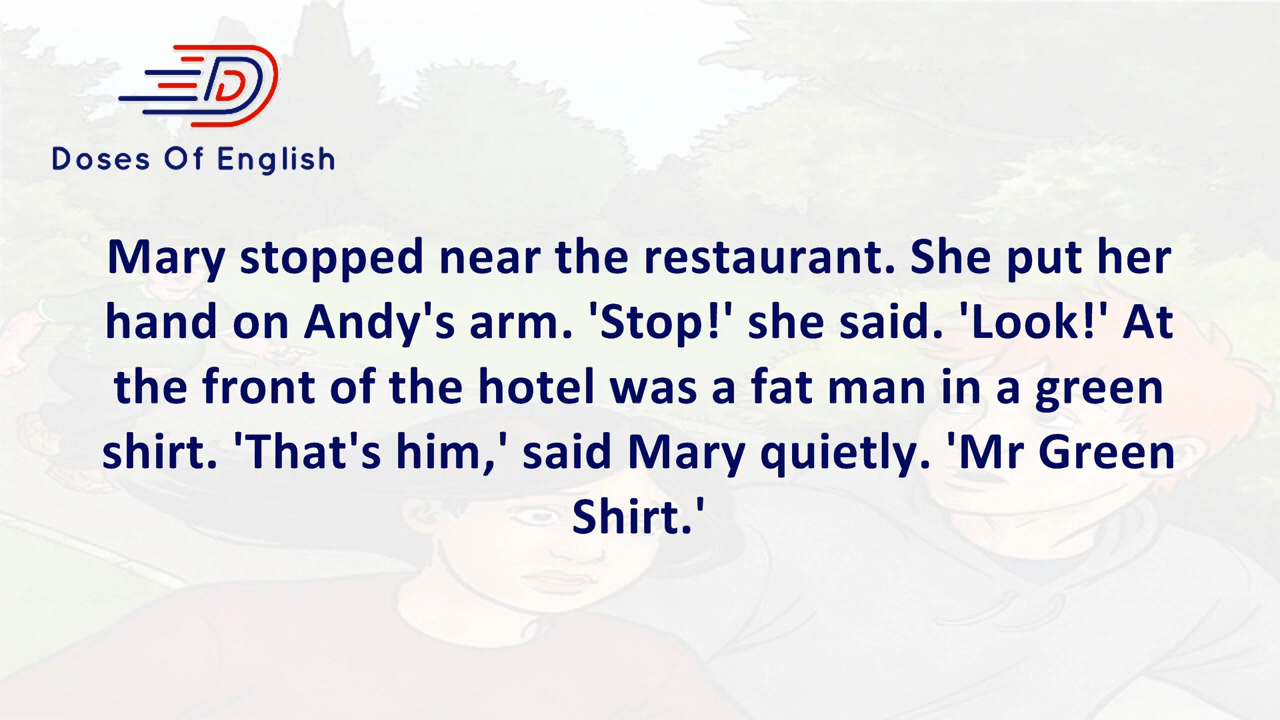 Doses Of English
Mary stopped near the restaurant. She put her
hand on Andy's arm. 'Stop!' she said. 'Look!' At
the front of the hotel was a fat man in a green
shirt. 'That's him,' said Mary quietly. 'Mr Green
Shirt.'